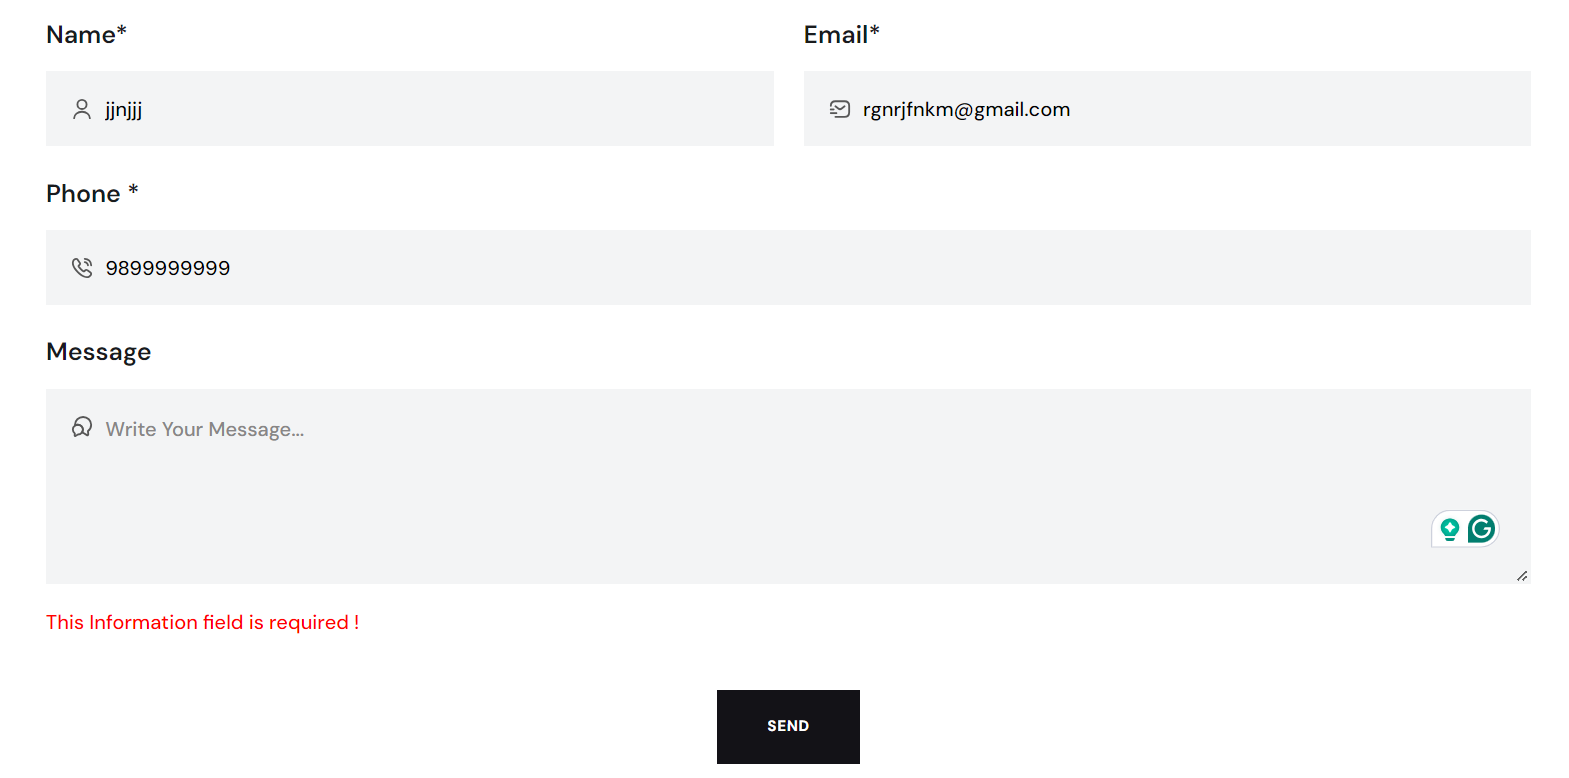 Name*
Email*
jjnjjj
rgnrjfnkm@gmail.com
Phone *
9899999999
Message
Write Your Message...
This Information field is required !
SEND